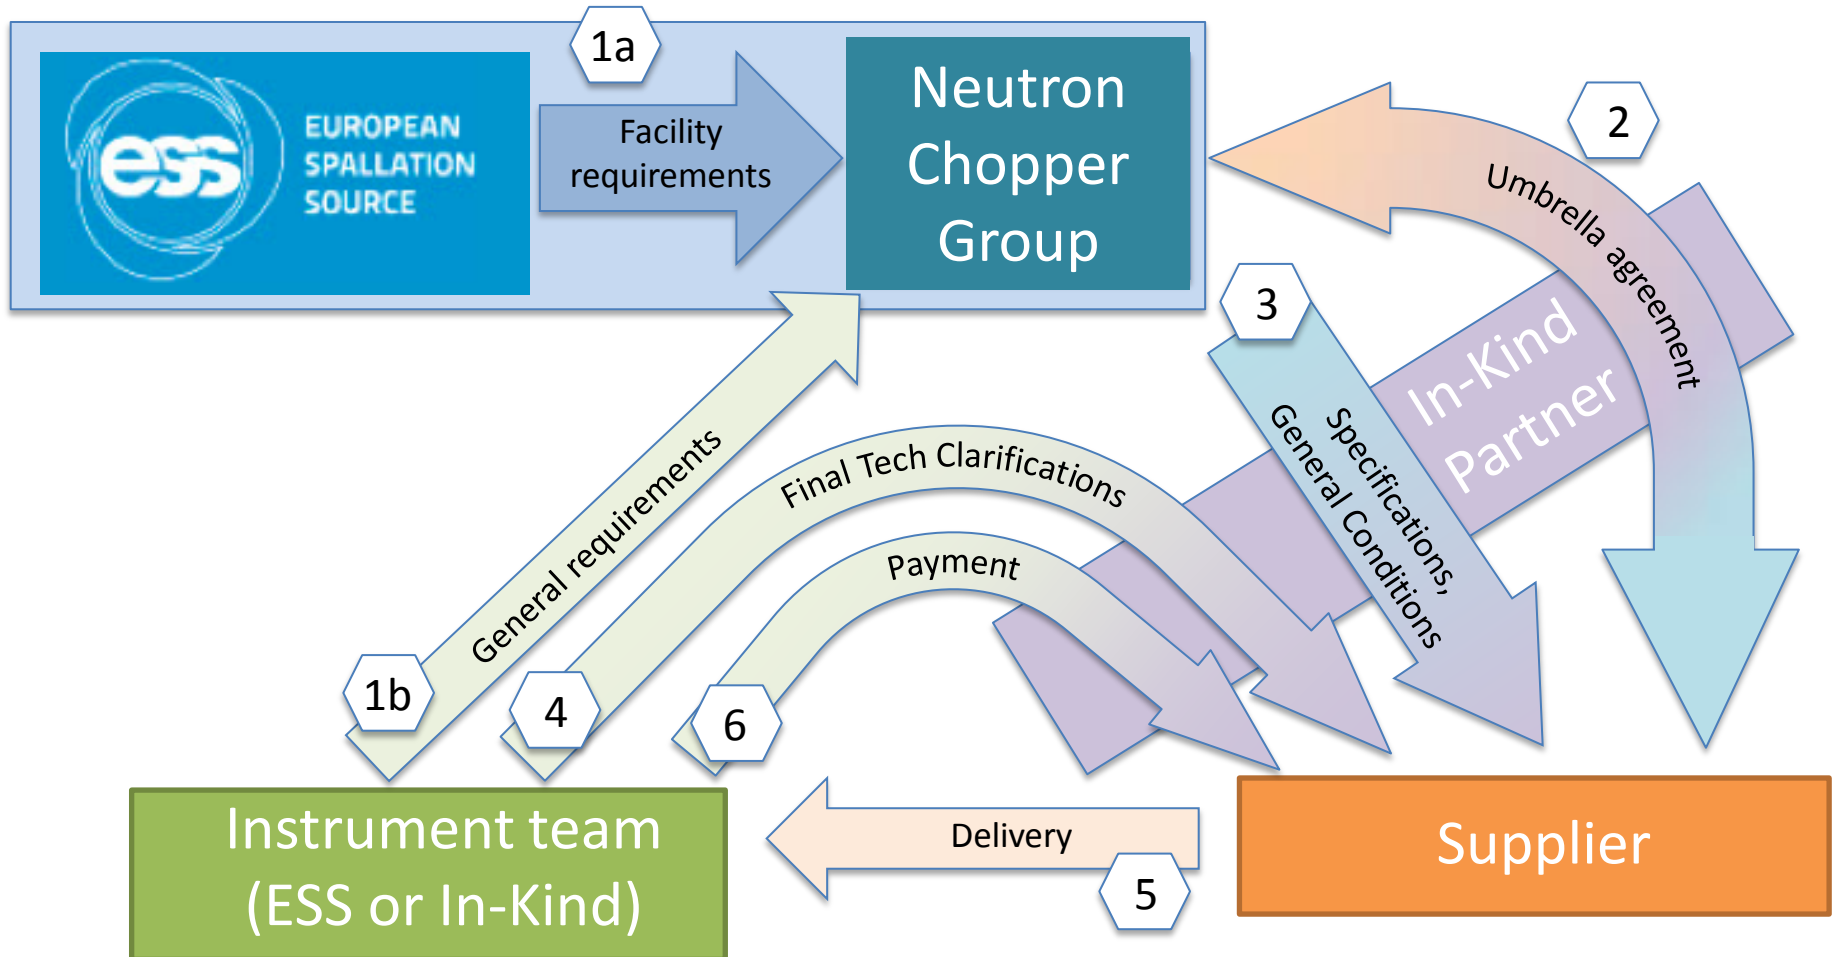 1a
ess
EUROPEAN
SPALLATION
SOURCE
Facility
requirements
Neutron
Chopper
Group
2
Umbrella agreement
3
In-Kind
Partner
Specifications,
General Conditions
General requirements
Final Tech Clarifications
Payment
1b
4
6
Instrument team
(ESS or In-Kind)
Delivery
5
Supplier